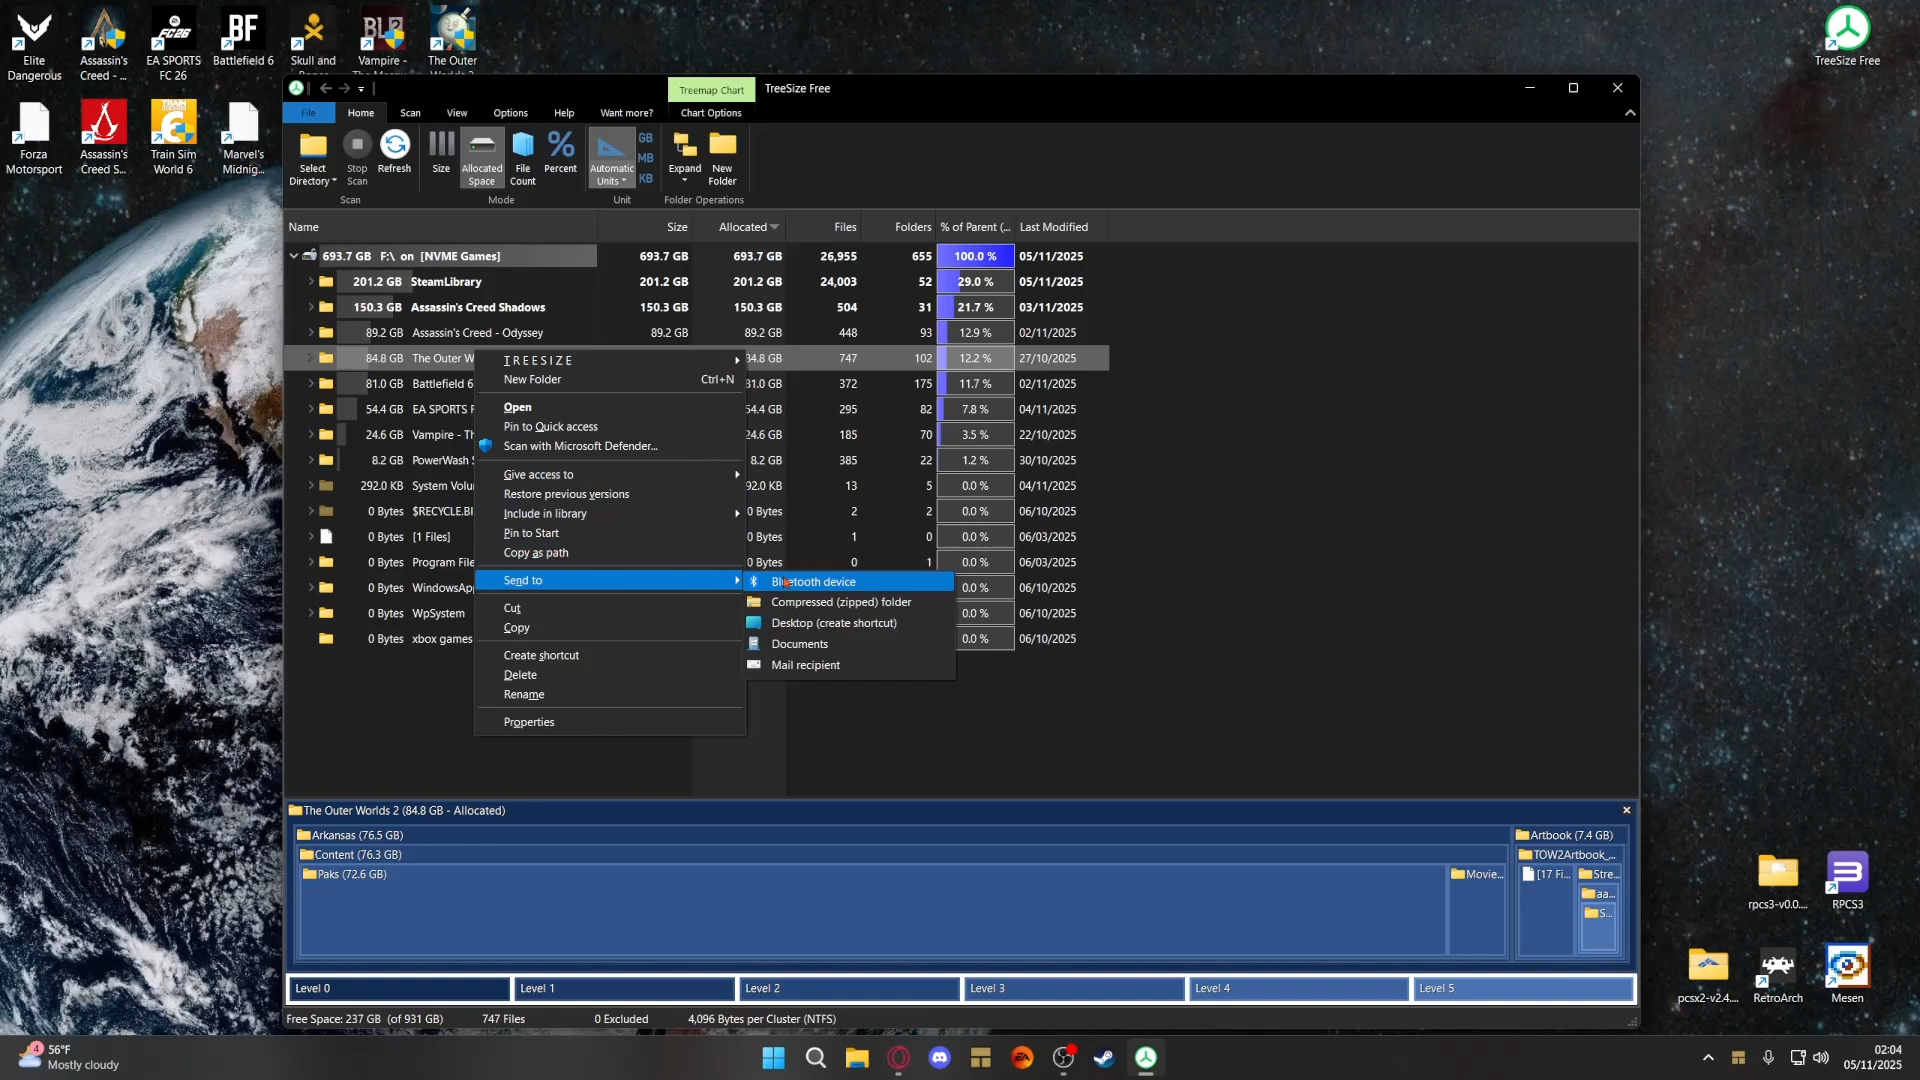 Elite Dangerous
Assassin's Creed - ...
EA SPORTS FC 26
Battlefield 6
Skull and
Vampire -
The Outer
Forza Motorsport
Assassin's Creed S...
Train Sim World 6
Marvel's Midnig...
TreeSize Free
Treemap Chart TreeSize Free
File Home Scan View Options Help Want more? Chart Options
Select Directory
Stop Scan
Refresh
Size
Allocated Space
File Count
Percent
Automatic Units
GB
MB
KB
Expand
New Folder
Scan Mode Unit Folder Operations
Name Size Allocated Files Folders % of Parent (... Last Modified
693.7 GB F:\ on [NVME Games] 693.7 GB 693.7 GB 26,955 655 100.0 % 05/11/2025
201.2 GB SteamLibrary 201.2 GB 201.2 GB 24,003 52 29.0 % 05/11/2025
150.3 GB Assassin's Creed Shadows 150.3 GB 150.3 GB 504 31 21.7 % 03/11/2025
89.2 GB Assassin's Creed - Odyssey 89.2 GB 89.2 GB 448 93 12.9 % 02/11/2025
84.8 GB The Outer W 34.8 GB 747 102 12.2 % 27/10/2025
81.0 GB Battlefield 6 31.0 GB 372 175 11.7 % 02/11/2025
54.4 GB EA SPORTS F 54.4 GB 295 82 7.8 % 04/11/2025
24.6 GB Vampire - Th 24.6 GB 185 70 3.5 % 22/10/2025
8.2 GB PowerWash S 8.2 GB 385 22 1.2 % 30/10/2025
292.0 KB System Volu 92.0 KB 13 5 0.0 % 04/11/2025
0 Bytes $RECYCLE.BI 0 Bytes 2 2 0.0 % 06/10/2025
0 Bytes [1 Files] 0 Bytes 1 0 0.0 % 06/03/2025
0 Bytes Program File 0 Bytes 0 1 0.0 % 06/03/2025
0 Bytes WindowsAp 0.0 % 06/10/2025
0 Bytes WpSystem 0.0 % 06/10/2025
0 Bytes xbox games 0.0 % 06/10/2025
TREESIZE
New Folder Ctrl+N
Open
Pin to Quick access
Scan with Microsoft Defender...
Give access to
Restore previous versions
Include in library
Pin to Start
Copy as path
Send to
Cut
Copy
Create shortcut
Delete
Rename
Properties
Bluetooth device
Compressed (zipped) folder
Desktop (create shortcut)
Documents
Mail recipient
The Outer Worlds 2 (84.8 GB - Allocated)
Arkansas (76.5 GB)
Content (76.3 GB)
Paks (72.6 GB)
Movie...
Artbook (7.4 GB)
TOW2Artbook_...
[17 Fi...
Stre...
aa...
S...
Level 0 Level 1 Level 2 Level 3 Level 4 Level 5
Free Space: 237 GB (of 931 GB) 747 Files 0 Excluded 4,096 Bytes per Cluster (NTFS)
rpcs3-v0.0....
RPCS3
pcsx2-v2.4....
RetroArch
Mesen
4
56°F
Mostly cloudy
EA
02:04
05/11/2025